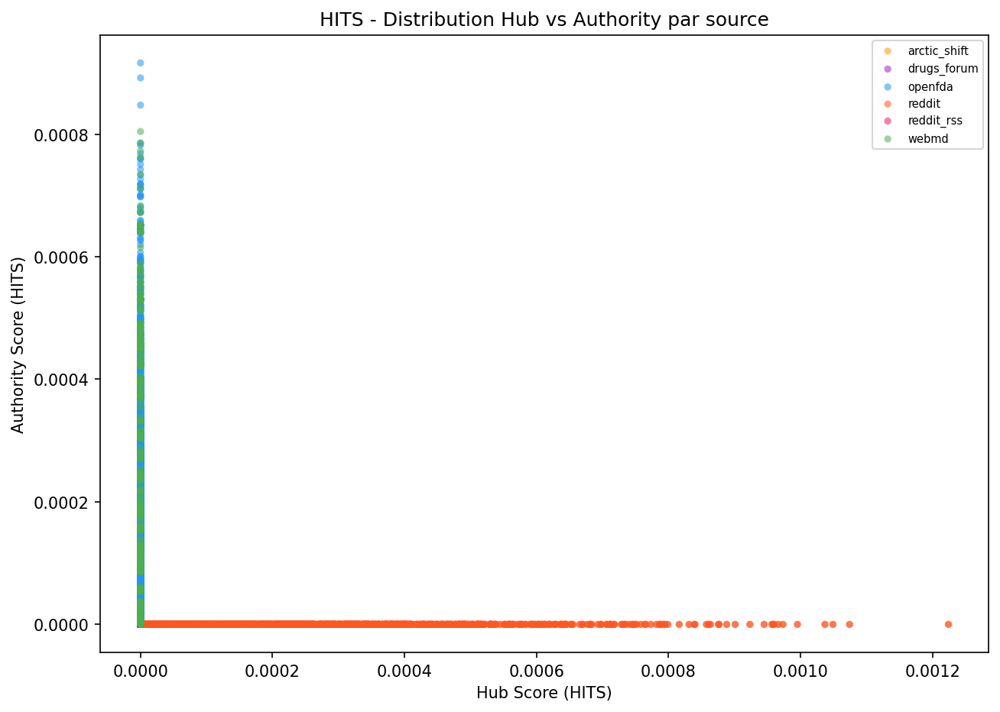 HITS - Distribution Hub vs Authority par source
arctic_shift
drugs_forum
openfda
reddit
reddit_rss
webmd
Authority Score (HITS)
0.0008
0.0006
0.0004
0.0002
0.0000
0.0000 0.0002 0.0004 0.0006 0.0008 0.0010 0.0012
Hub Score (HITS)